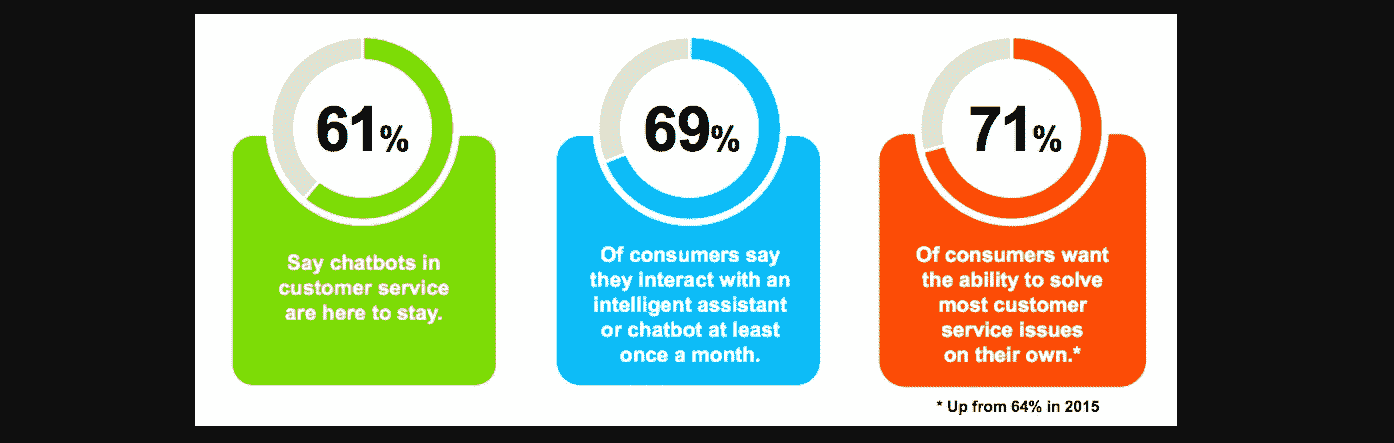 61%
Say chatbots in
customer service
are here to stay.
69%
Of consumers say
they interact with an
intelligent assistant
or chatbot at least
once a month.
71%
Of consumers want
the ability to solve
most customer
service issues
on their own.*
* Up from 64% in 2015